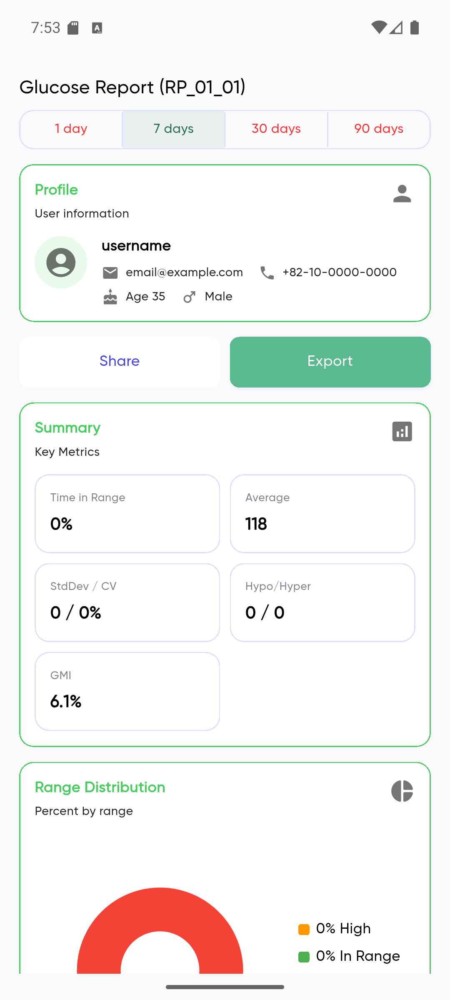 7:53
Glucose Report (RP_01_01)
1 day 7 days 30 days 90 days
Profile
User information
username
email@example.com +82-10-0000-0000
Age 35 Male
Share Export
Summary
Key Metrics
Time in Range Average
0% 118
StdDev / CV Hypo/Hyper
0 / 0% 0 / 0
GMI
6.1%
Range Distribution
Percent by range
0% High
0% In Range